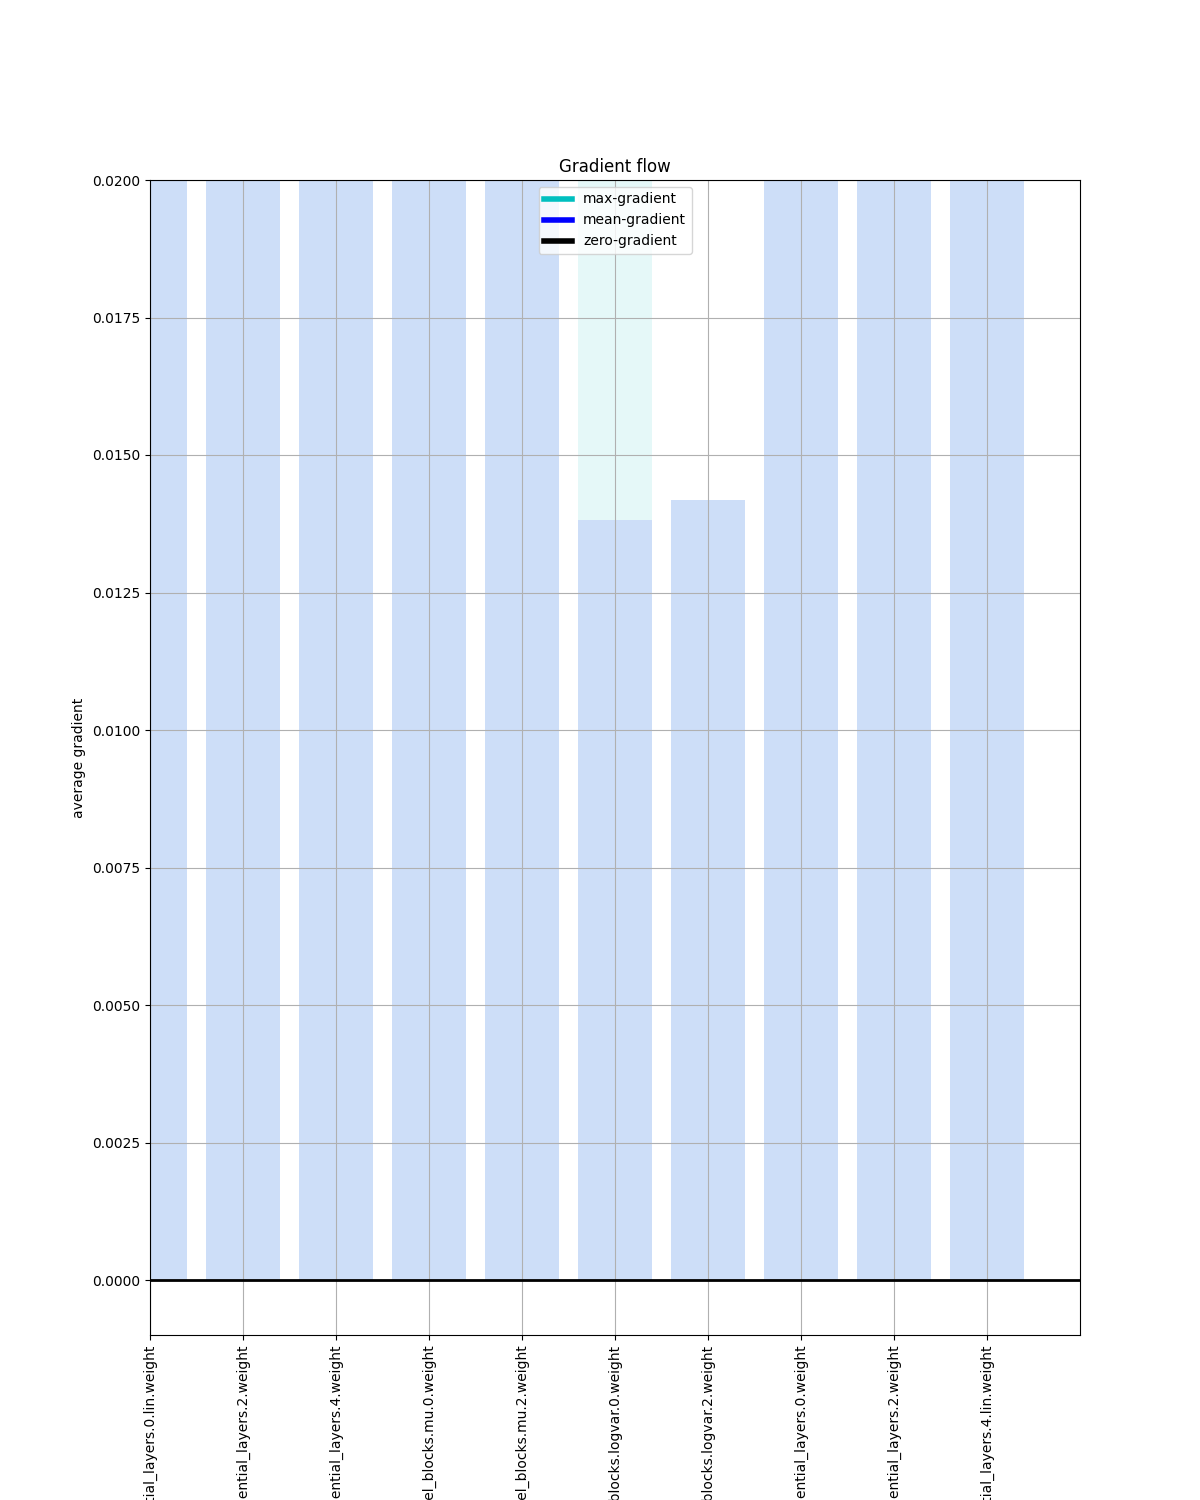 Gradient flow
max-gradient
mean-gradient
zero-gradient
0.0200
0.0175
0.0150
0.0125
0.0100
0.0075
0.0050
0.0025
0.0000
average gradient
tial_layers.0.lin.weight
ential_layers.2.weight
ential_layers.4.weight
el_blocks.mu.0.weight
el_blocks.mu.2.weight
blocks.logvar.0.weight
blocks.logvar.2.weight
ential_layers.0.weight
ential_layers.2.weight
tial_layers.4.lin.weight